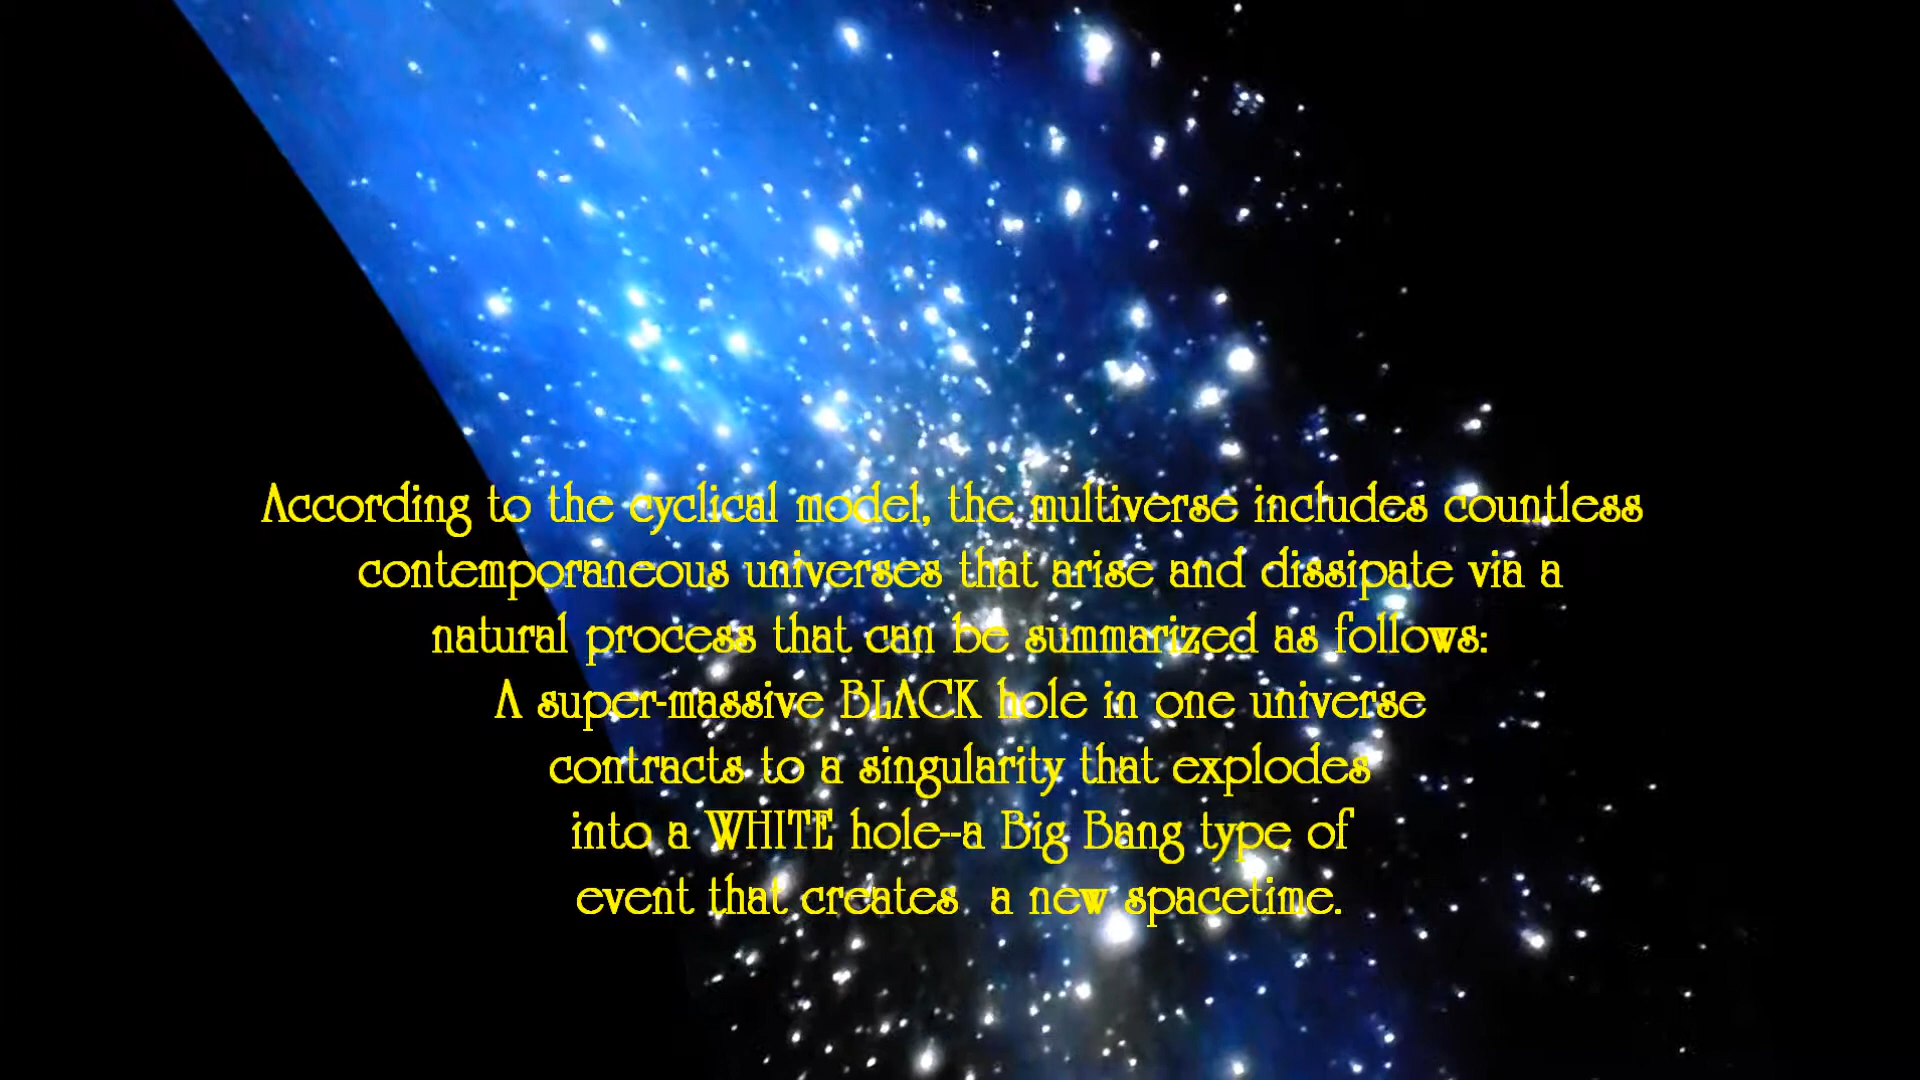 According to the cyclical model, the multiverse includes countless
contemporaneous universes that arise and dissipate via a
natural process that can be summarized as follows:
A super-massive BLACK hole in one universe
contracts to a singularity that explodes
into a WHITE hole--a Big Bang type of
event that creates  a new spacetime.